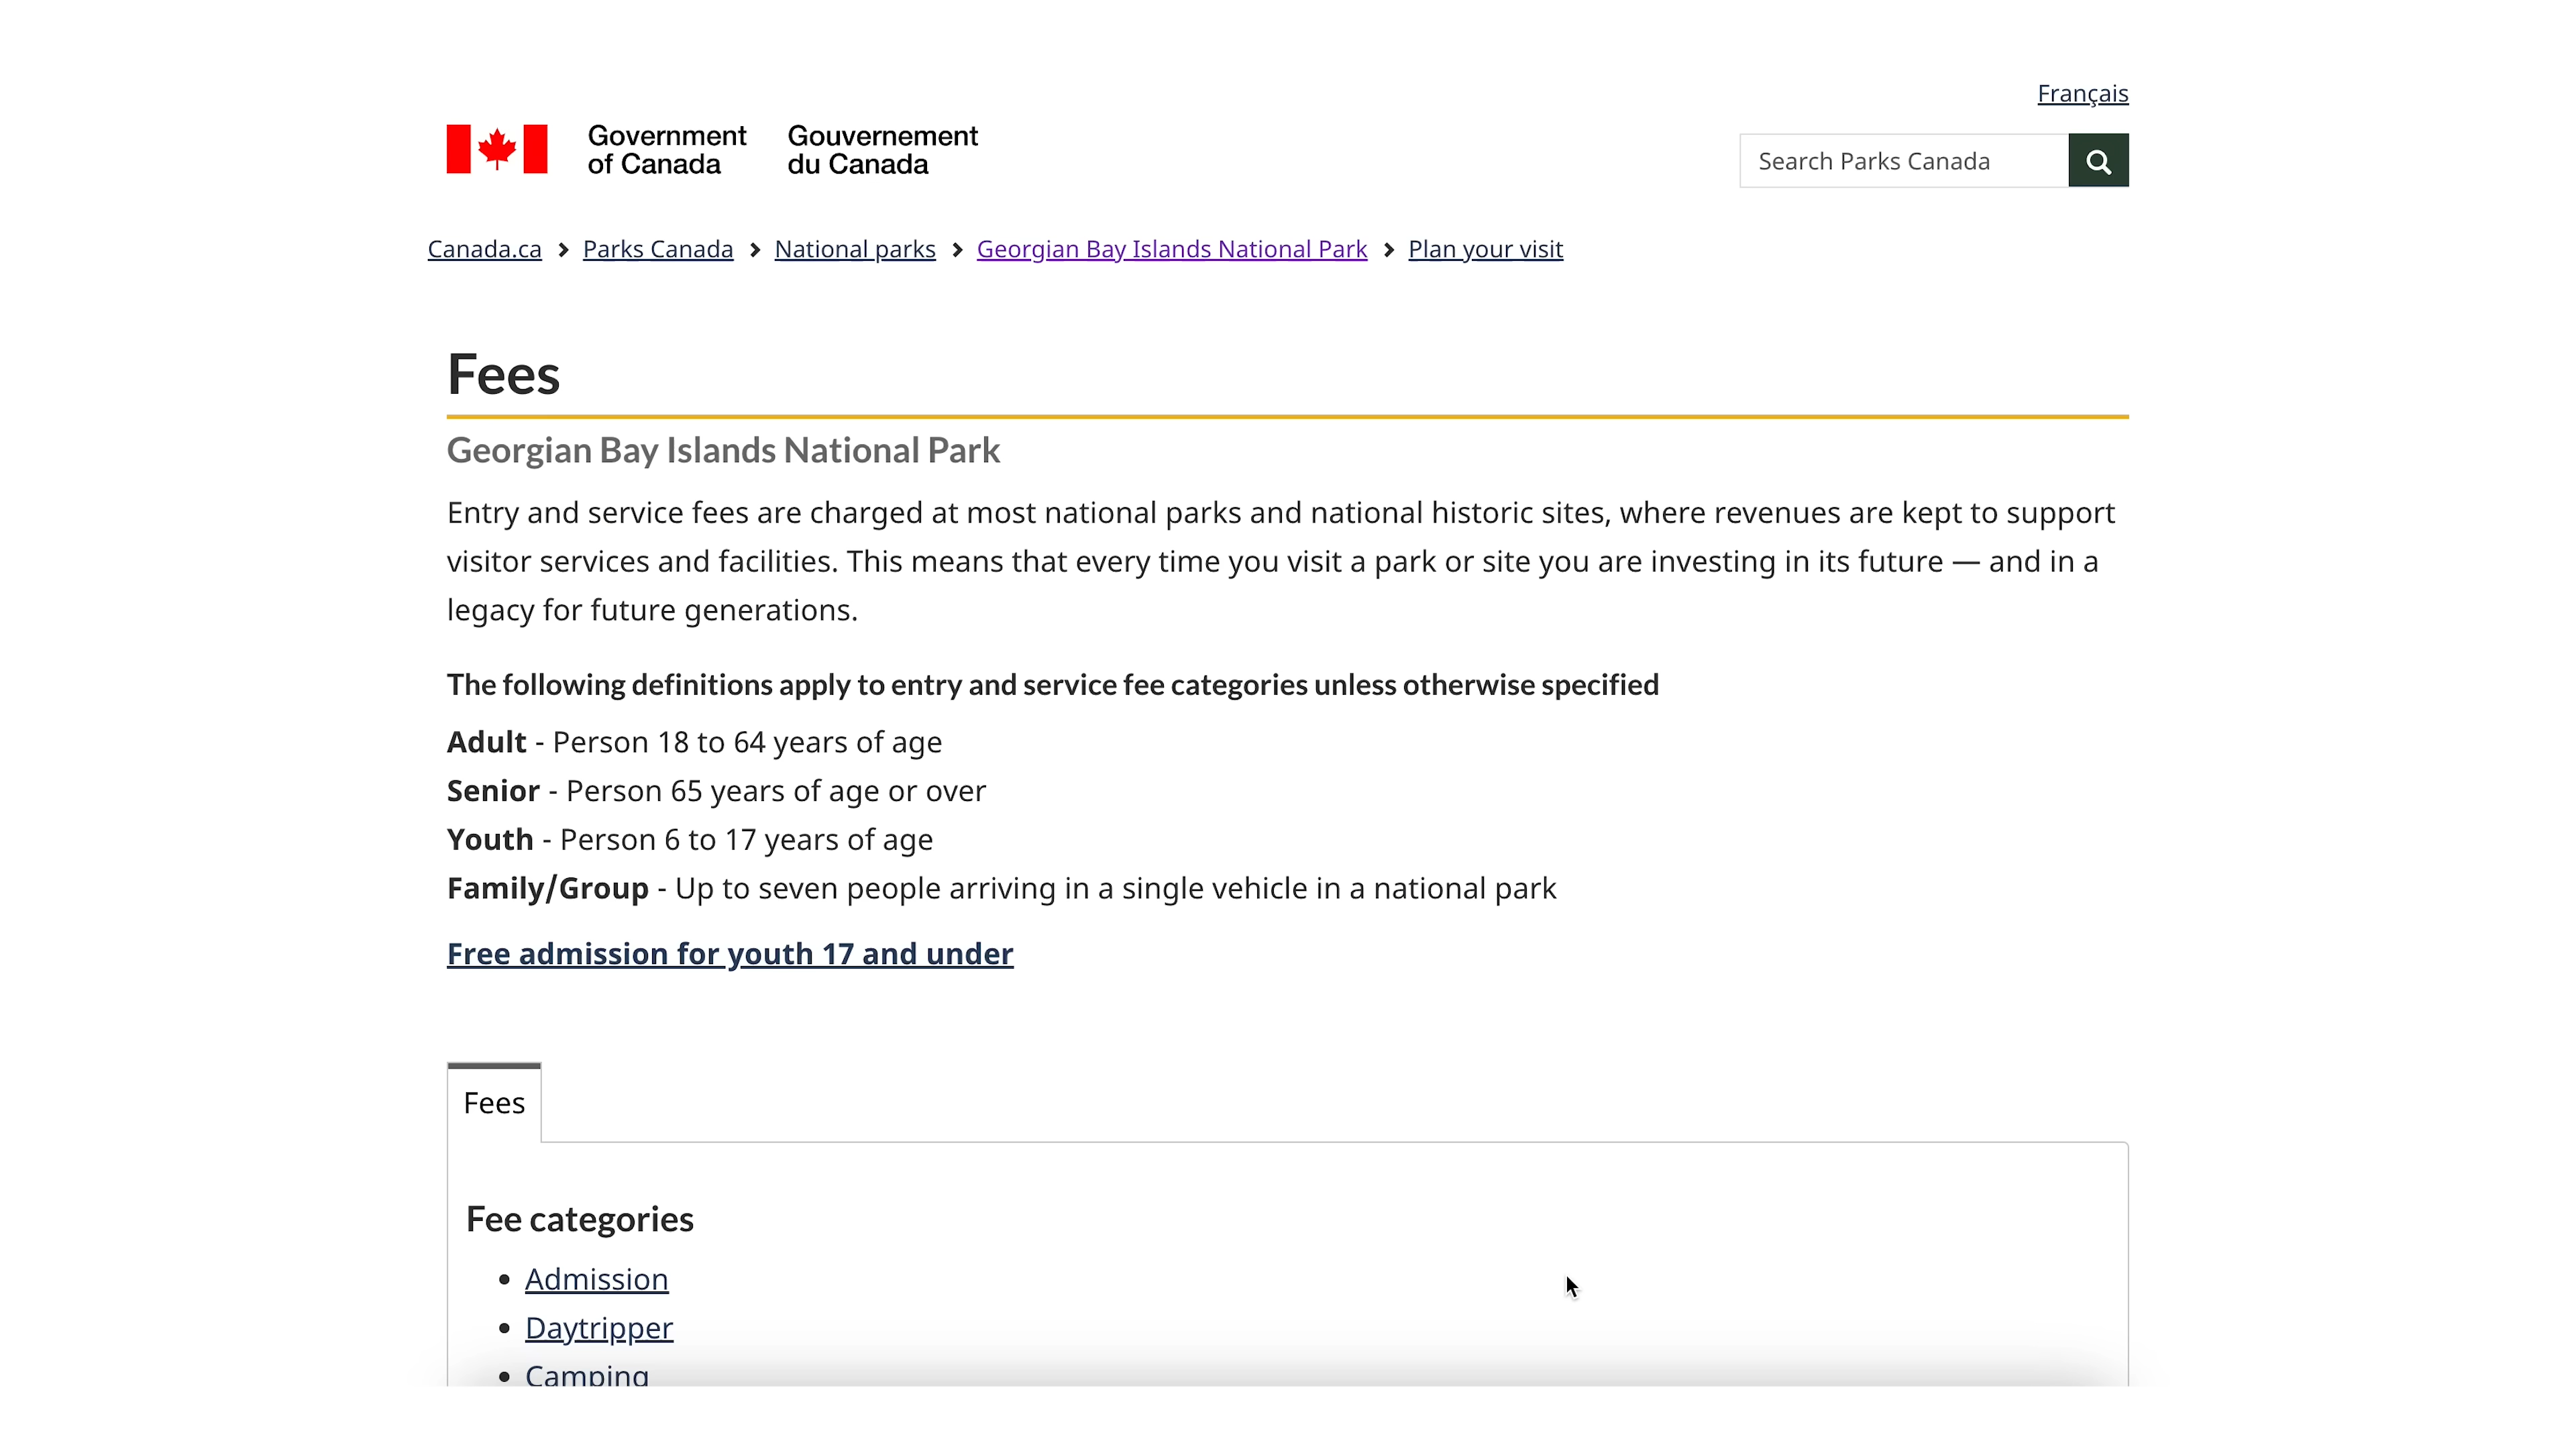 Français
Government
of Canada
Gouvernement
du Canada
Search Parks Canada
Canada.ca > Parks Canada > National parks > Georgian Bay Islands National Park > Plan your visit
Fees
Georgian Bay Islands National Park
Entry and service fees are charged at most national parks and national historic sites, where revenues are kept to support
visitor services and facilities. This means that every time you visit a park or site you are investing in its future — and in a
legacy for future generations.
The following definitions apply to entry and service fee categories unless otherwise specified
Adult - Person 18 to 64 years of age
Senior - Person 65 years of age or over
Youth - Person 6 to 17 years of age
Family/Group - Up to seven people arriving in a single vehicle in a national park
Free admission for youth 17 and under
Fees
Fee categories
• Admission
• Daytripper
• Camping